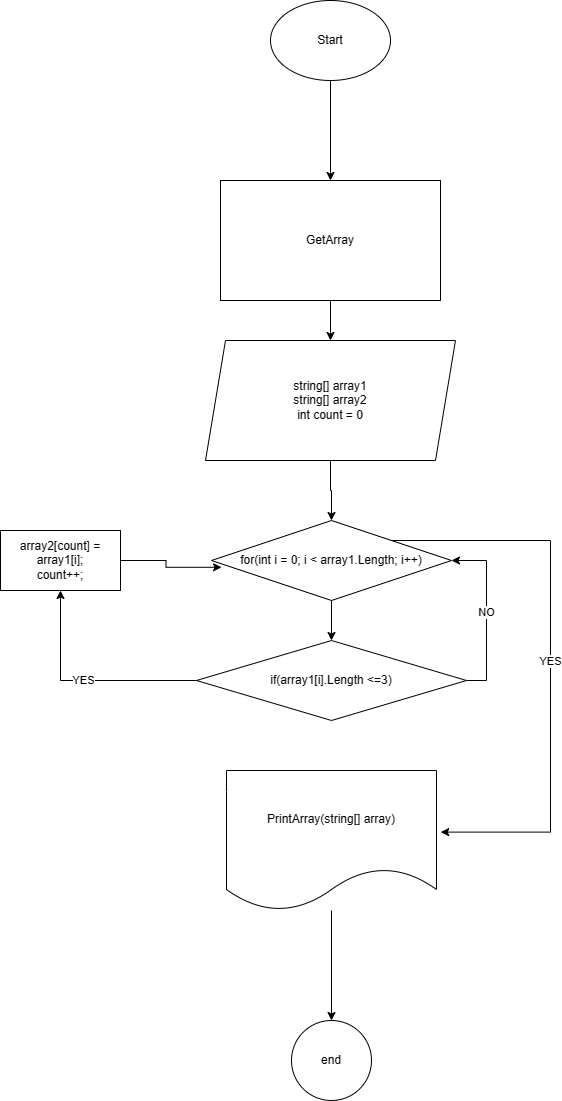 Start
GetArray
string[] array1
string[] array2
int count = 0
array2[count] =
array1[i];
count++;
for(int i = 0; i < array1.Length; i++)
NO
YES
if(array1[i].Length <=3)
YES
PrintArray(string[] array)
end